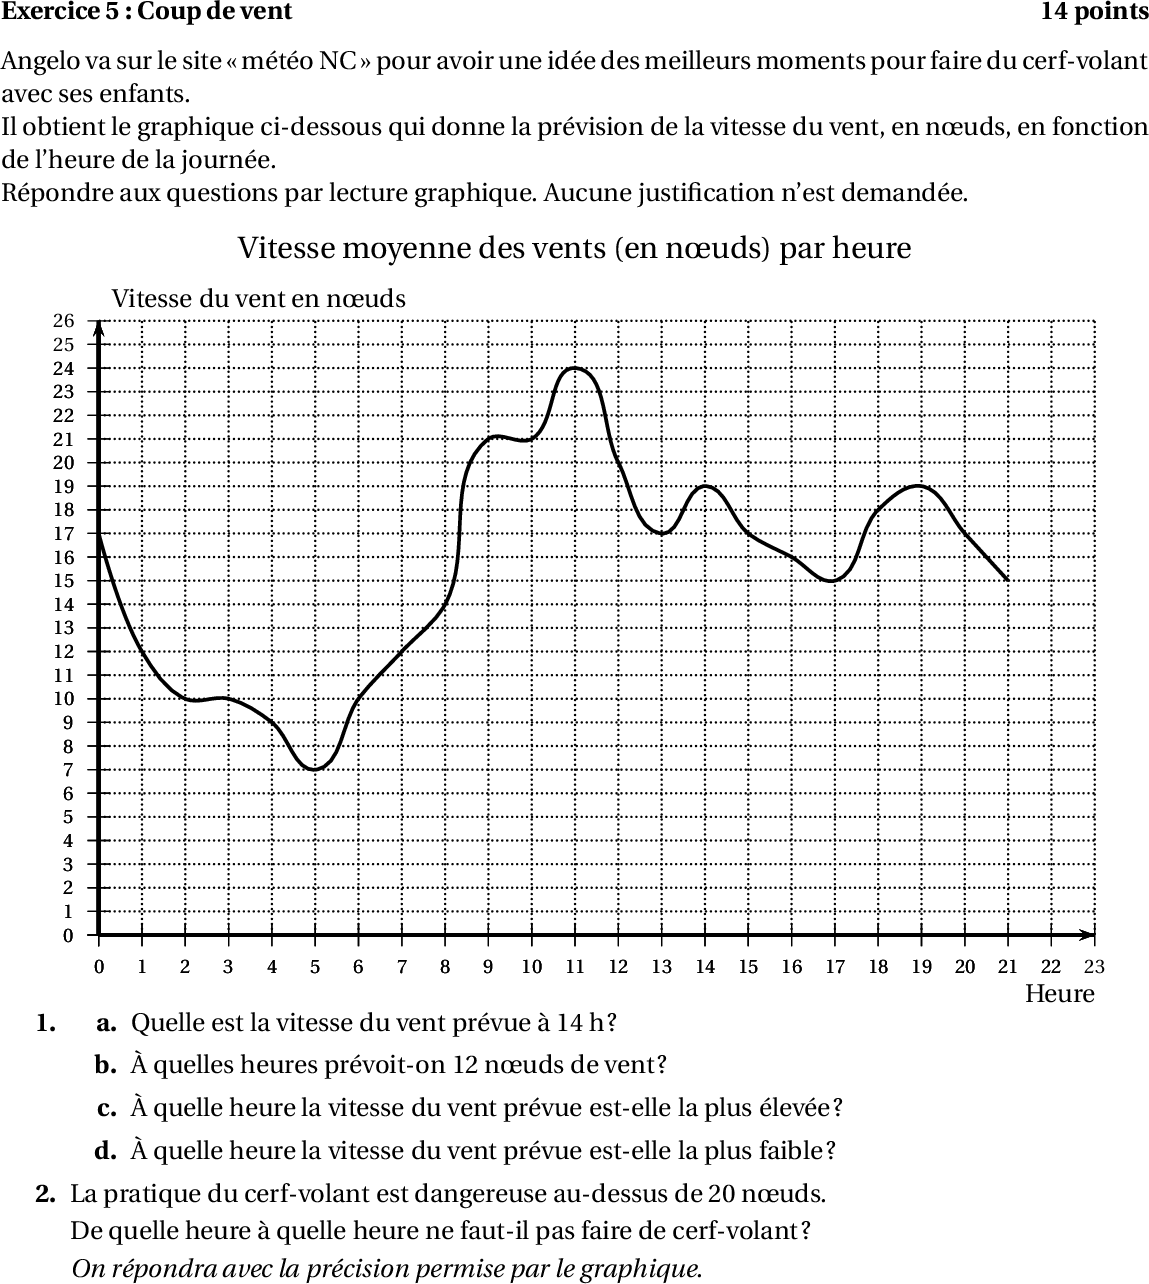 Exercice 5 : Coup de vent 14 points
Angelo va sur le site « météo NC » pour avoir une idée des meilleurs moments pour faire du cerf-volant
avec ses enfants.
Il obtient le graphique ci-dessous qui donne la prévision de la vitesse du vent, en nœuds, en fonction
de l'heure de la journée.
Répondre aux questions par lecture graphique. Aucune justification n'est demandée.
Vitesse moyenne des vents (en nœuds) par heure
Vitesse du vent en nœuds
26
25
24
23
22
21
20
19
18
17
16
15
14
13
12
11
10
9
8
7
6
5
4
3
2
1
0
0 1 2 3 4 5 6 7 8 9 10 11 12 13 14 15 16 17 18 19 20 21 22 23
Heure
1. a. Quelle est la vitesse du vent prévue à 14 h ?
b. À quelles heures prévoit-on 12 nœuds de vent ?
c. À quelle heure la vitesse du vent prévue est-elle la plus élevée ?
d. À quelle heure la vitesse du vent prévue est-elle la plus faible ?
2. La pratique du cerf-volant est dangereuse au-dessus de 20 nœuds.
De quelle heure à quelle heure ne faut-il pas faire de cerf-volant ?
On répondra avec la précision permise par le graphique.